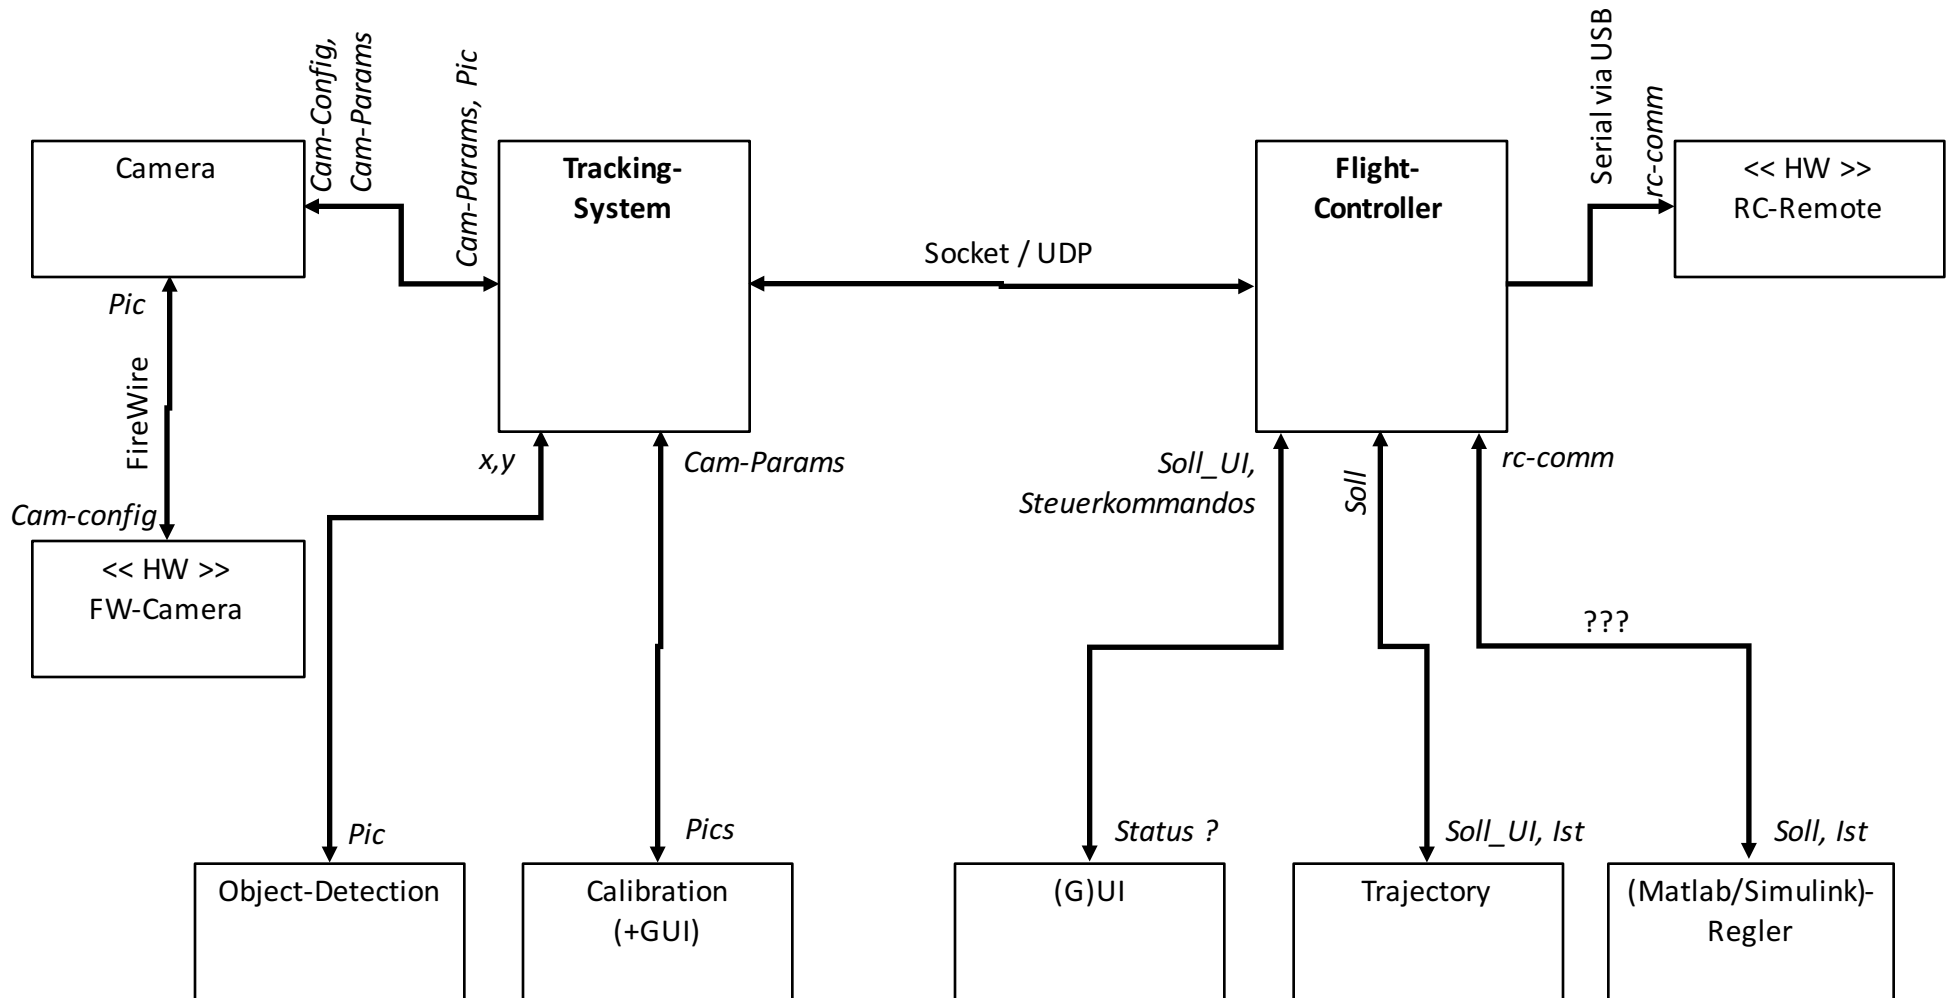 Cam-Config,
Cam-Params
Cam-Params, Pic
Serial via USB
rc-comm
Camera
Tracking-
System
Flight-
Controller
<< HW >>
RC-Remote
Socket / UDP
Pic
FireWire
Cam-config
<< HW >>
FW-Camera
x,y
Cam-Params
Soll_UI,
Steuerkommandos
Soll
rc-comm
???
Pic
Pics
Status ?
Soll_UI, Ist
Soll, Ist
Object-Detection
Calibration
(+GUI)
(G)UI
Trajectory
(Matlab/Simulink)-
Regler